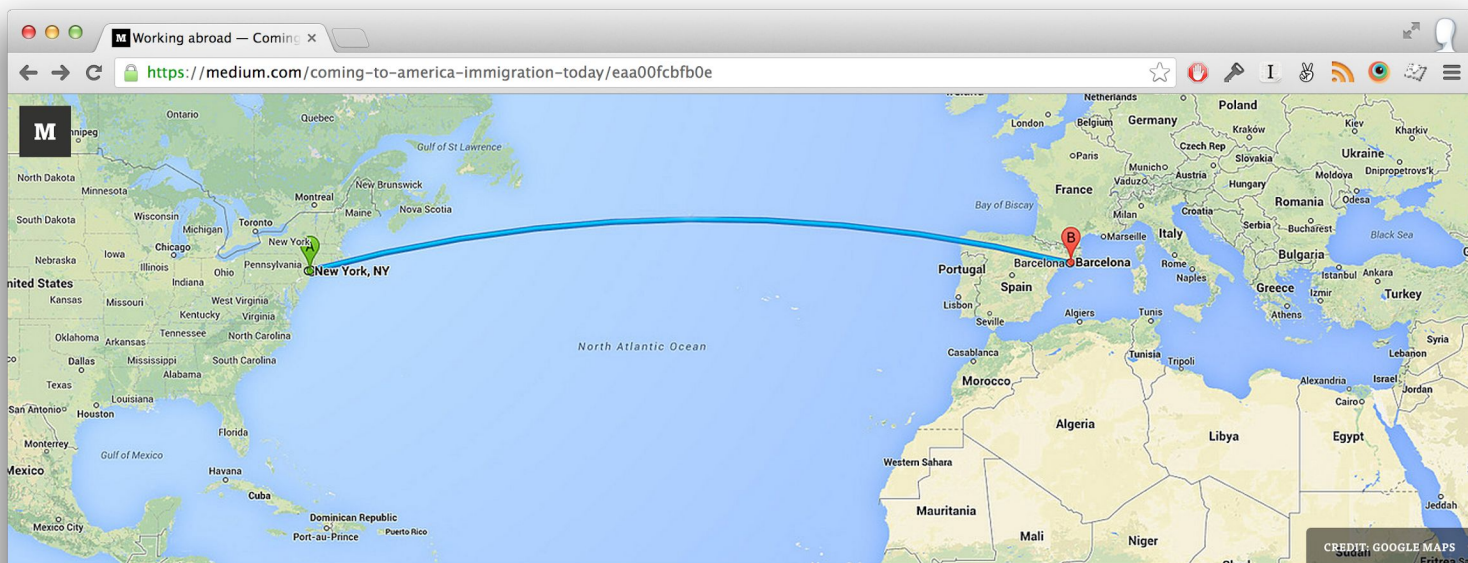 Working abroad — Coming
https://medium.com/coming-to-america-immigration-today/eaa00fcbfb0e
M
Ontario
Quebec
Gulf of St Lawrence
North Dakota
Minnesota
Montreal
New Brunswick
Maine
Nova Scotia
South Dakota
Wisconsin
Michigan
Toronto
New York
Nebraska
Iowa
Chicago
Illinois
Indiana
Ohio
Pennsylvania
A
New York, NY
Kansas
Missouri
West Virginia
Kentucky
Virginia
Oklahoma
Arkansas
Tennessee
North Carolina
Dallas
Mississippi
South Carolina
Alabama
Texas
Louisiana
San Antonio
Houston
Florida
Monterrey
Gulf of Mexico
Mexico
Havana
Cuba
Mexico City
Dominican Republic
Port-au-Prince
Puerto Rico
North Atlantic Ocean
Netherlands
Poland
London
Belgium
Germany
Kraków
Kiev
Kharkiv
Paris
Czech Rep
Slovakia
Ukraine
Munich
Vaduz
Austria
Dnipropetrovs'k
France
Hungary
Moldova
Bay of Biscay
Milan
Croatia
Romania
Odesa
Serbia
Bucharest
Marseille
Italy
Black Sea
B
Barcelona
Barcelona
Rome
Naples
Bulgaria
Portugal
Spain
Istanbul
Ankara
Greece
Izmir
Turkey
Lisbon
Seville
Algiers
Tunis
Athens
Casablanca
Tunisia
Tripoli
Syria
Lebanon
Morocco
Alexandria
Israel
Jordan
Cairo
Algeria
Libya
Egypt
Western Sahara
Jeddah
Mauritania
Mali
Niger
Sudan
CREDIT: GOOGLE MAPS